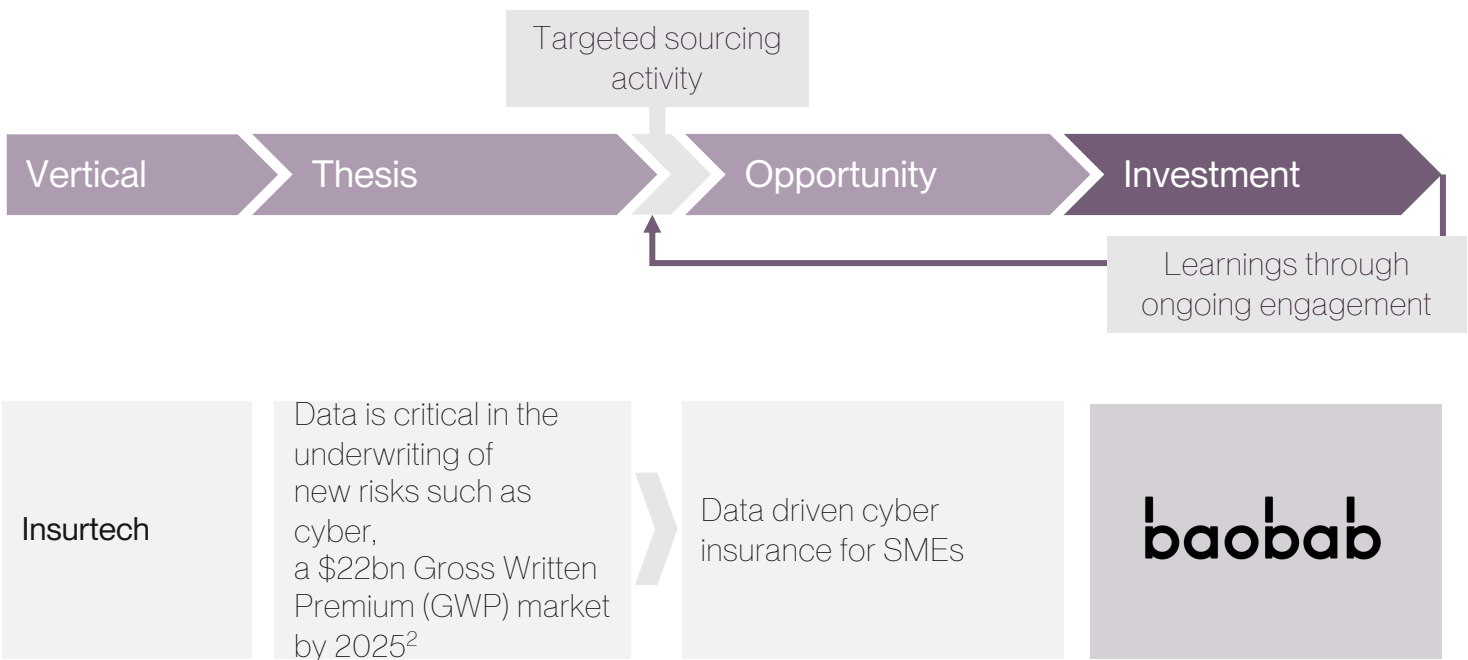 Targeted sourcing
activity
Vertical
Thesis
Opportunity
Investment
Learnings through
ongoing engagement
Insurtech
Data is critical in the
underwriting of
new risks such as
cyber,
a $22bn Gross Written
Premium (GWP) market
by 2025²
Data driven cyber
insurance for SMEs
baobab